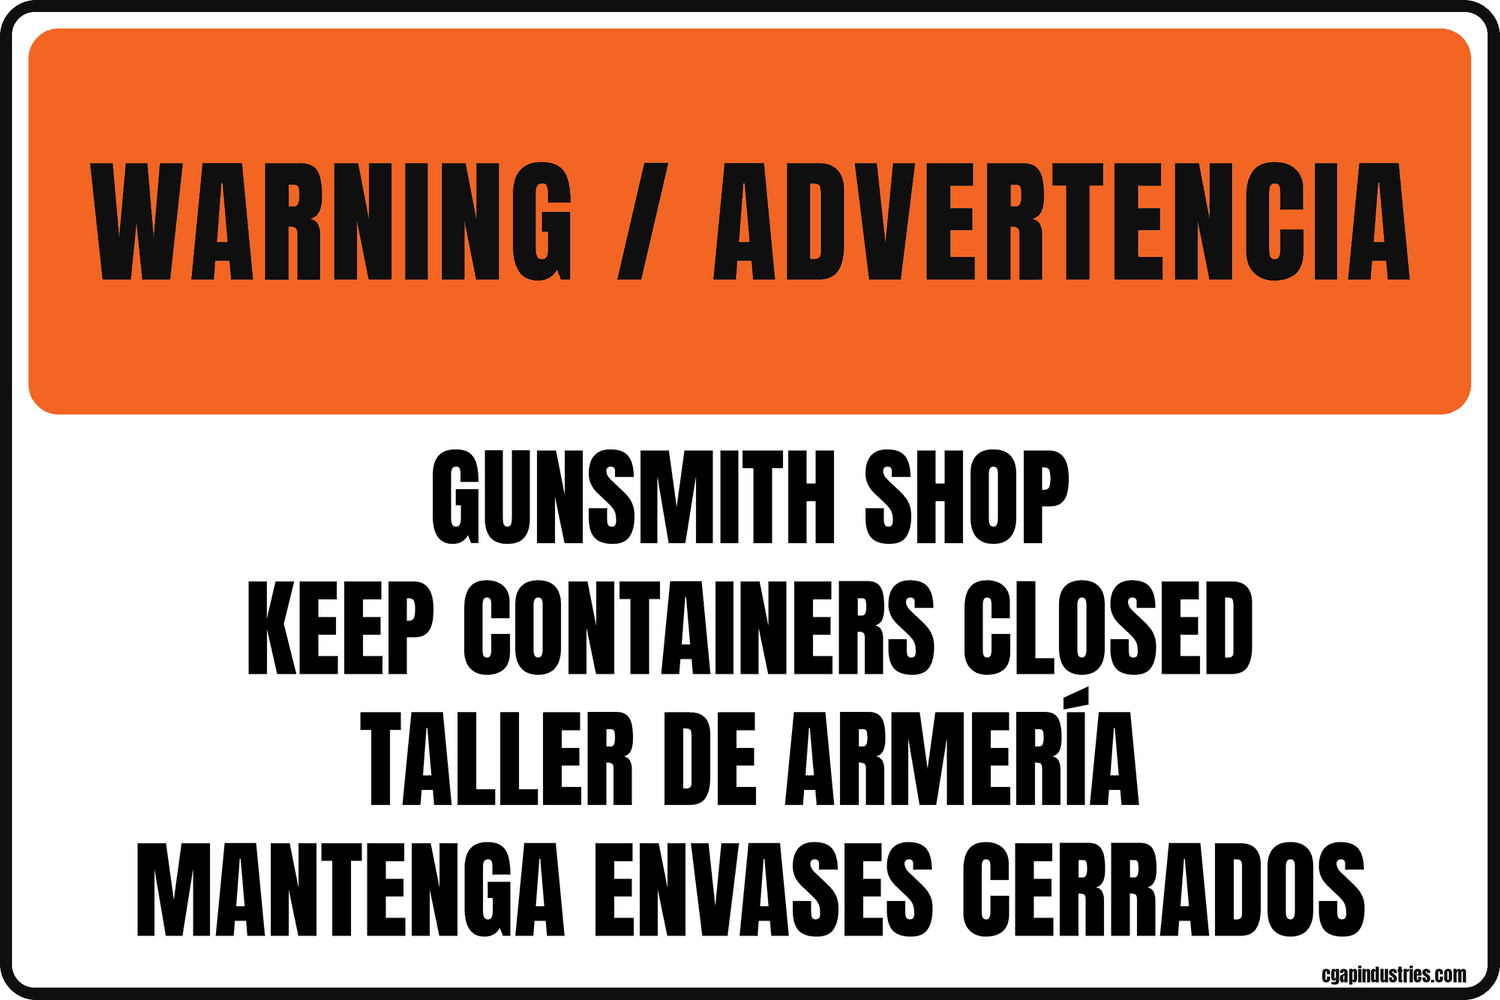 WARNING / ADVERTENCIA
GUNSMITH SHOP
KEEP CONTAINERS CLOSED
TALLER DE ARMERÍA
MANTENGA ENVASES CERRADOS
cgapindustries.com